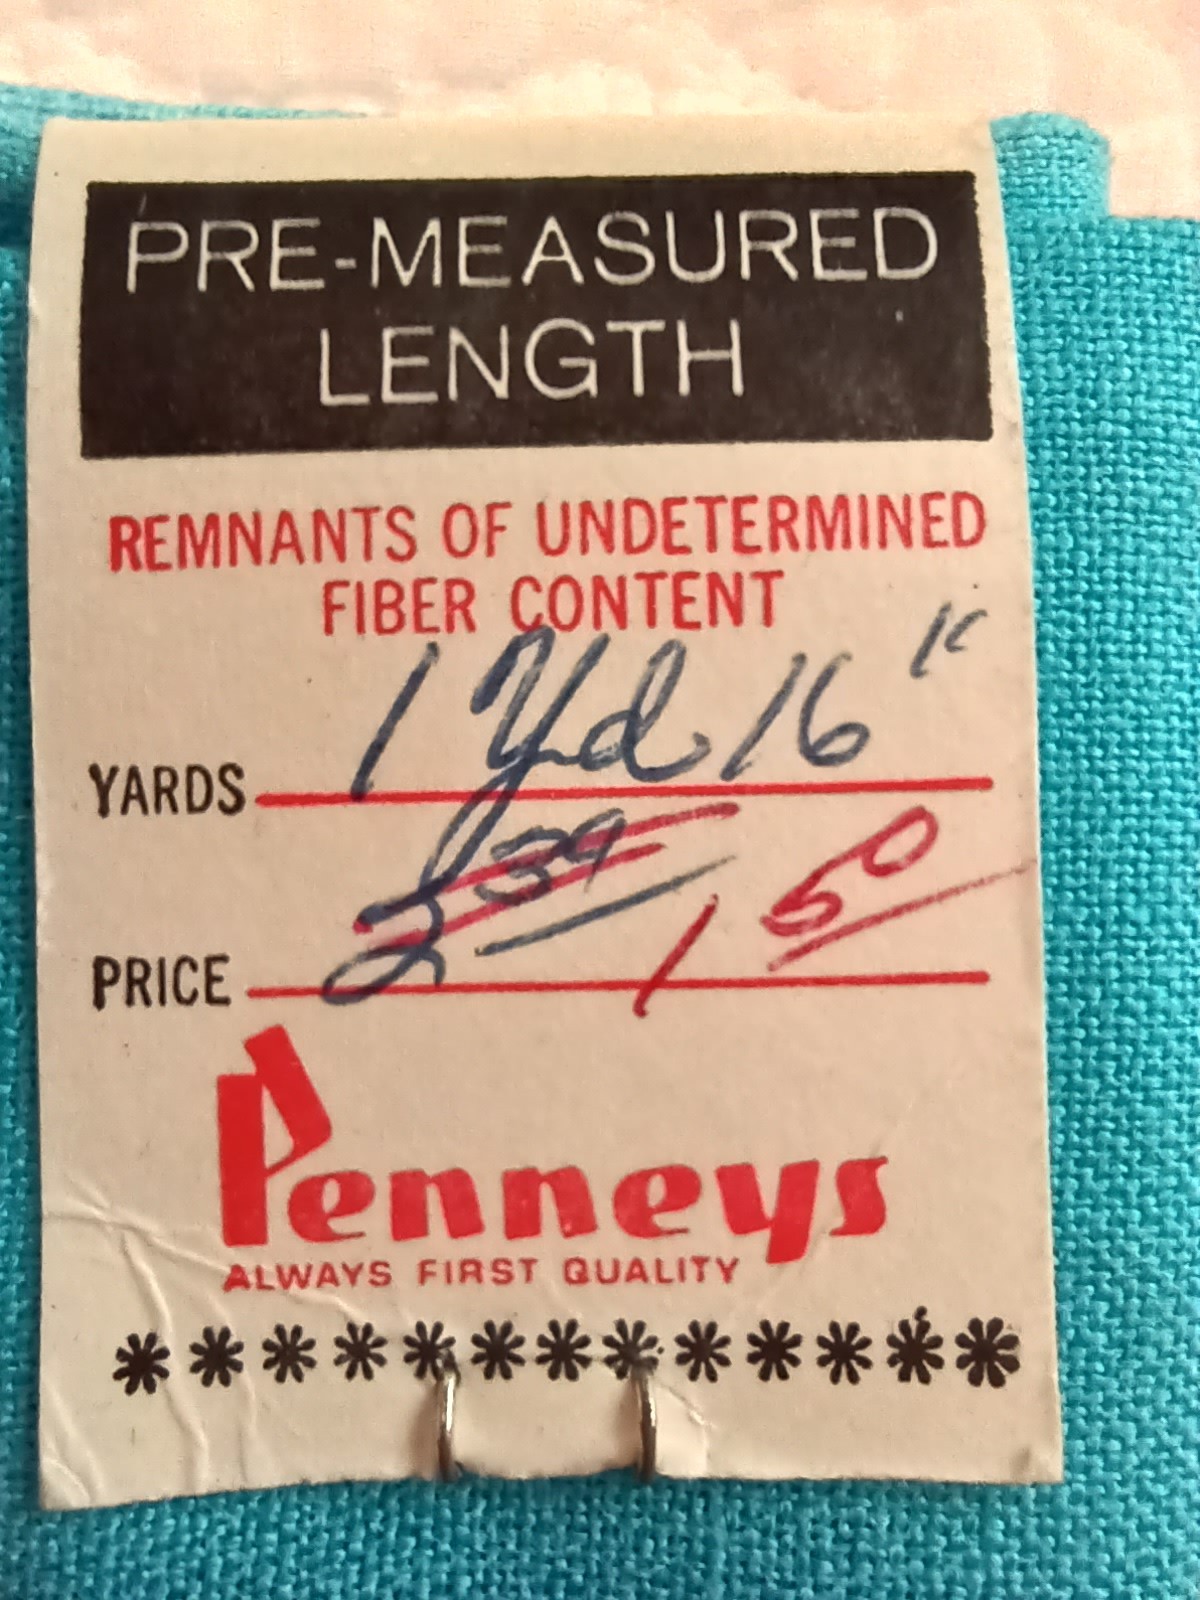 PRE-MEASURED
LENGTH
REMNANTS OF UNDETERMINED
FIBER CONTENT
YARDS 1 Yd 16 "
PRICE 2 39 1 50
Penneys
ALWAYS FIRST QUALITY
*************